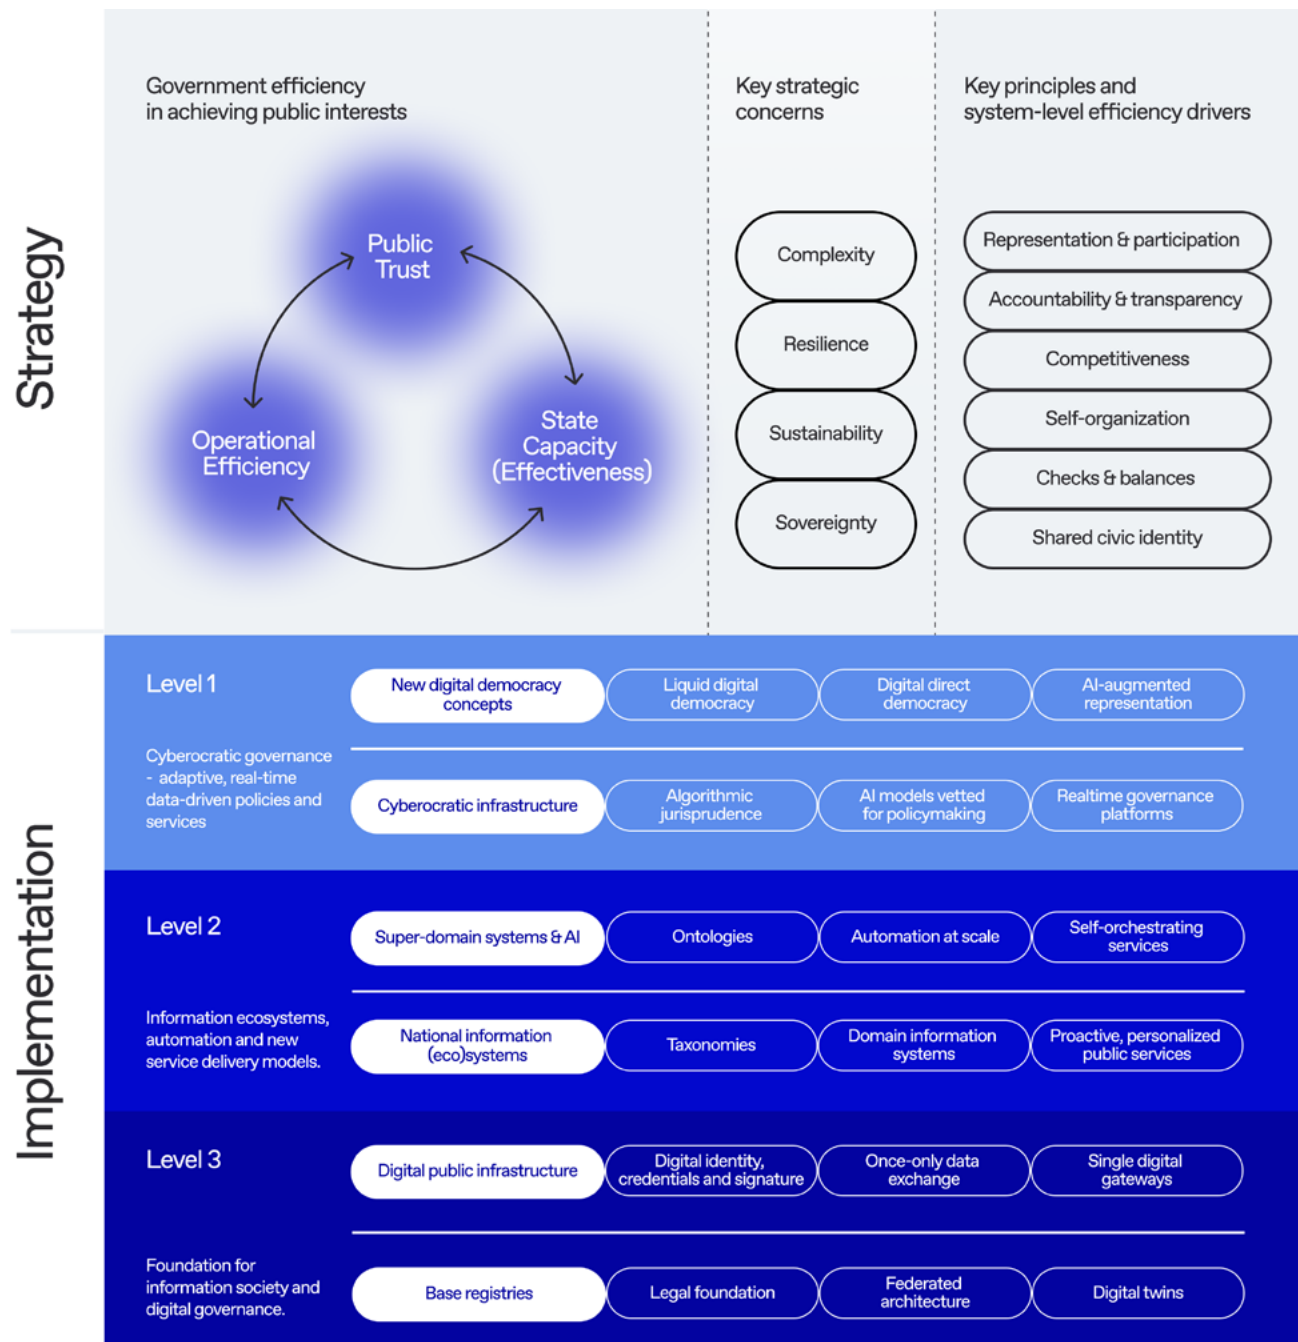 Strategy
Government efficiency
in achieving public interests
Public
Trust
Operational
Efficiency
State
Capacity
(Effectiveness)
Key strategic
concerns
Complexity
Resilience
Sustainability
Sovereignty
Key principles and
system-level efficiency drivers
Representation & participation
Accountability & transparency
Competitiveness
Self-organization
Checks & balances
Shared civic identity
Implementation
Level 1
Cyberocratic governance
- adaptive, real-time
data-driven policies and
services
New digital democracy
concepts
Liquid digital
democracy
Digital direct
democracy
AI-augmented
representation
Cyberocratic infrastructure
Algorithmic
jurisprudence
AI models vetted
for policymaking
Realtime governance
platforms
Level 2
Information ecosystems,
automation and new
service delivery models.
Super-domain systems & AI
Ontologies
Automation at scale
Self-orchestrating
services
National information
(eco)systems
Taxonomies
Domain information
systems
Proactive, personalized
public services
Level 3
Foundation for
information society and
digital governance.
Digital public infrastructure
Digital identity,
credentials and signature
Once-only data
exchange
Single digital
gateways
Base registries
Legal foundation
Federated
architecture
Digital twins